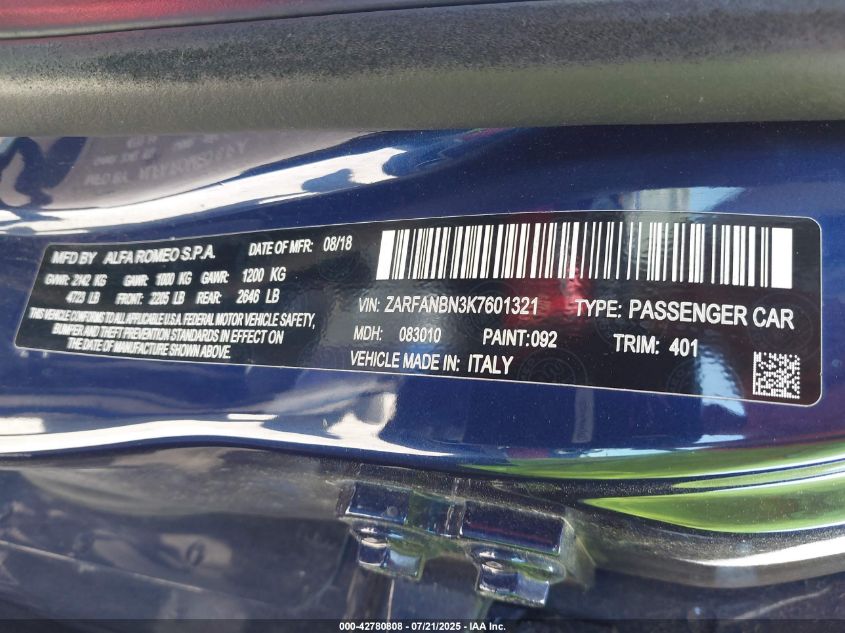 MFD BY ALFA ROMEO S.P.A. DATE OF MFR: 08/18
GVWR: 2142 KG GAWR: 1000 KG GAWR: 1200 KG
4723 LB FRONT: 2205 LB REAR: 2646 LB
THIS VEHICLE CONFORMS TO ALL APPLICABLE U.S.A. FEDERAL MOTOR VEHICLE SAFETY,
BUMPER AND THEFT PREVENTION STANDARDS IN EFFECT ON
THE DATE OF MANUFACTURE SHOWN ABOVE.
VIN: ZARFANBN3K7601321 TYPE: PASSENGER CAR
MDH: 083010 PAINT:092 TRIM: 401
VEHICLE MADE IN: ITALY
000-42780808 - 07/21/2025 - IAA Inc.